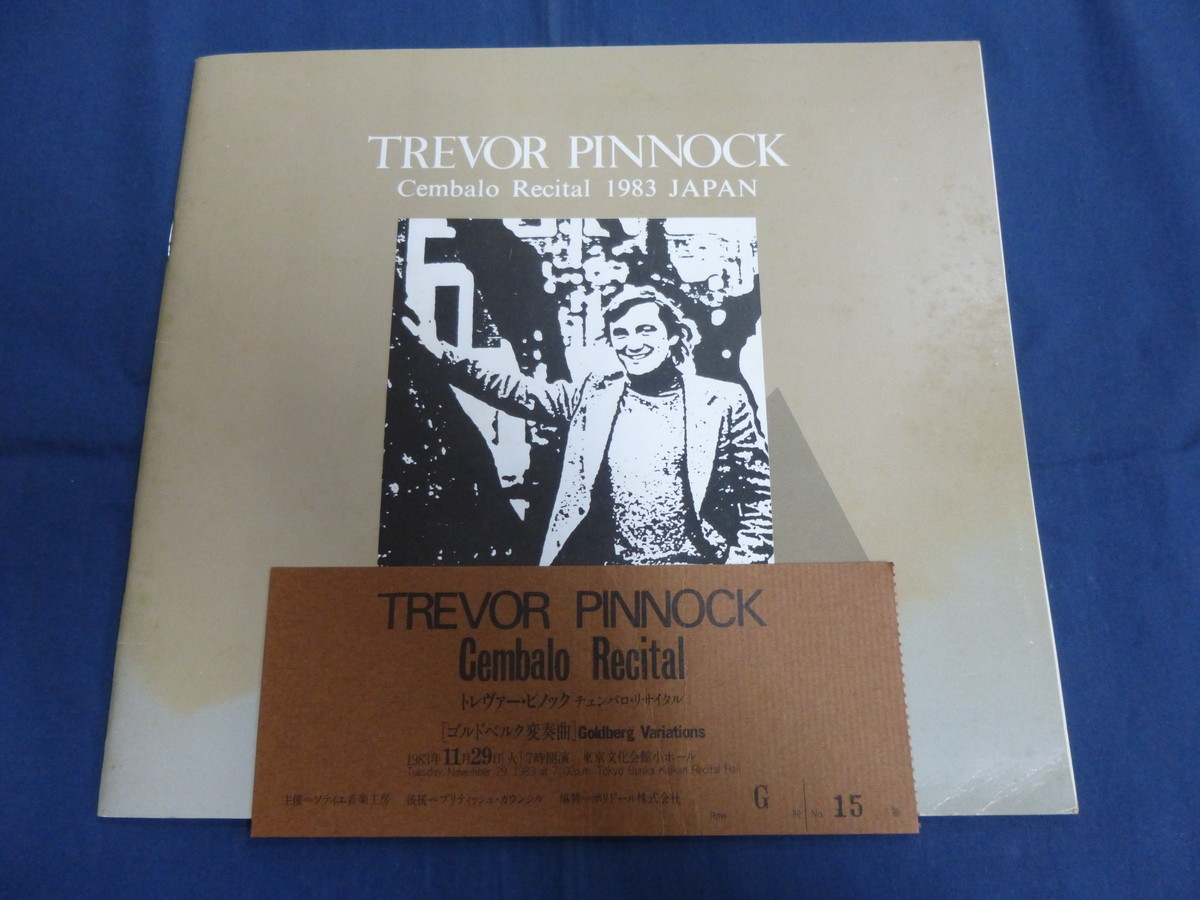 TREVOR PINNOCK
Cembalo Recital 1983 JAPAN
TREVOR PINNOCK
Cembalo Recital
トレヴァー・ピノック チェンバロ・リサイタル
[ゴルドベルク変奏曲]Goldberg Variations
1983年11月29日[火]7時開演 東京文化会館小ホール
Tuesday, November 29, 1983 at 7:00p.m. Tokyo Bunka Kaikan Recital Hall
主催=ソティエ音楽工房 後援=ブリティッシュ・カウンシル 協賛=ポリドール株式会社
Row G 列 No. 15